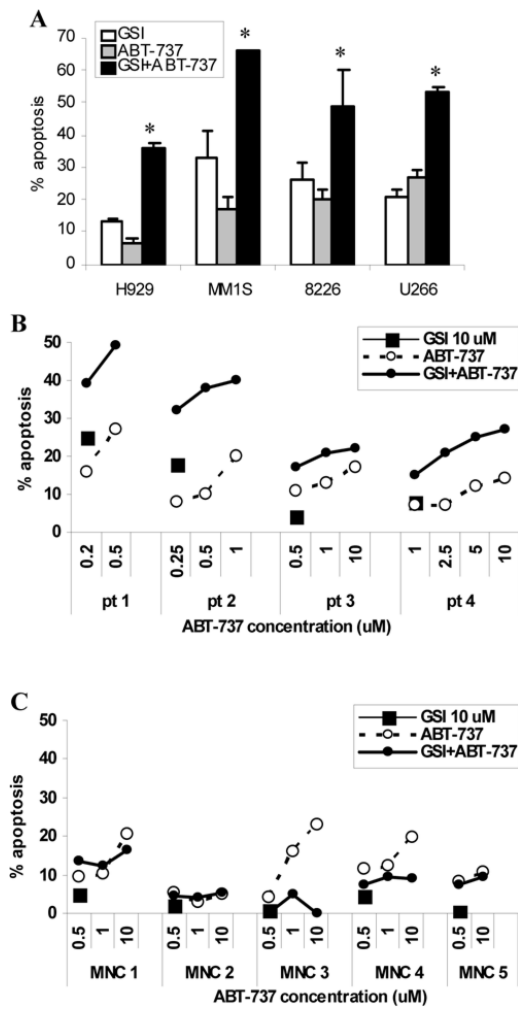 A
GSI
ABT-737
GSI+ABT-737
70
60
50
40
30
20
10
0
% apoptosis
* * * *
H929 MM1S 8226 U266
B
GSI 10 uM
ABT-737
GSI+ABT-737
50
40
30
20
10
0
% apoptosis
0.2 0.5 0.25 0.5 1 0.5 1 10 1 2.5 5 10
pt 1 pt 2 pt 3 pt 4
ABT-737 concentration (uM)
C
GSI 10 uM
ABT-737
GSI+ABT-737
50
40
30
20
10
0
% apoptosis
0.5 1 10 0.5 1 10 0.5 1 10 0.5 1 10 0.5 10
MNC 1 MNC 2 MNC 3 MNC 4 MNC 5
ABT-737 concentration (uM)